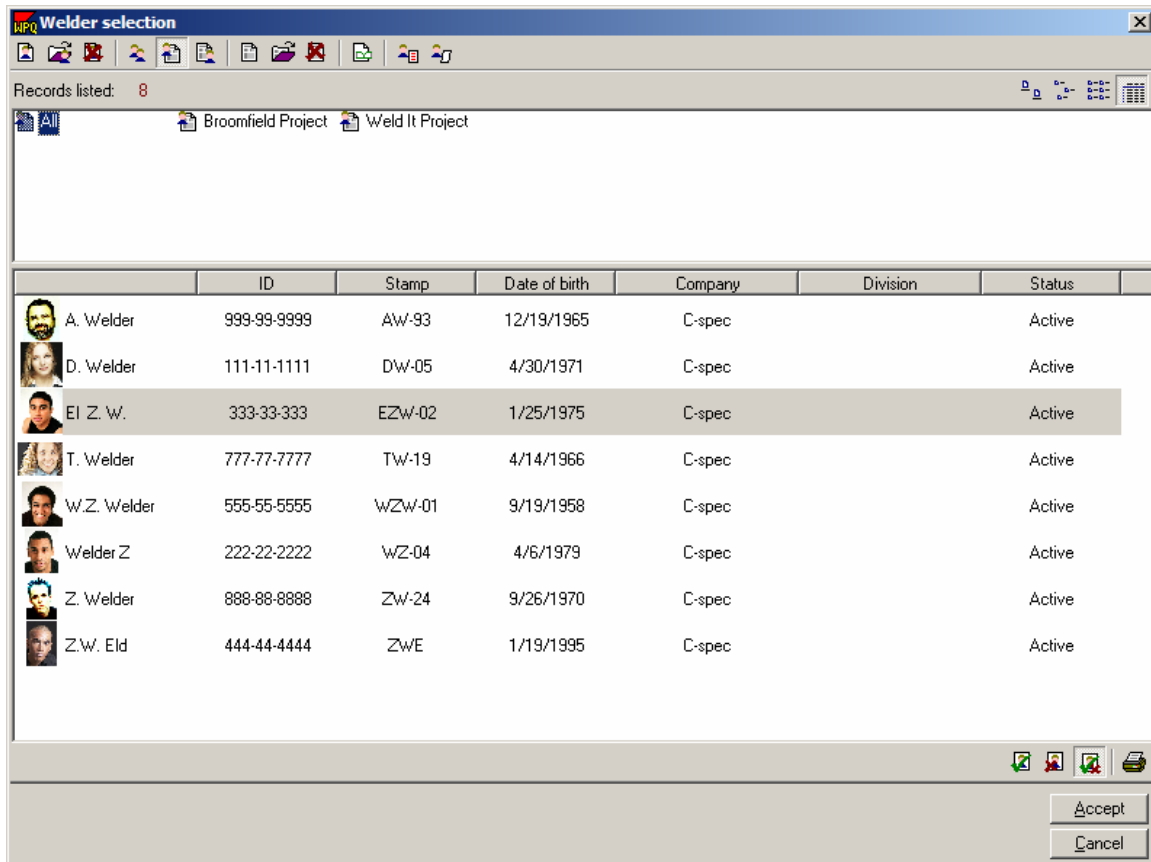 WPQ Welder selection
Records listed: 8
All Broomfield Project Weld It Project
ID Stamp Date of birth Company Division Status
A. Welder 999-99-9999 AW-93 12/19/1965 C-spec Active
D. Welder 111-11-1111 DW-05 4/30/1971 C-spec Active
El Z. W. 333-33-333 EZW-02 1/25/1975 C-spec Active
T. Welder 777-77-7777 TW-19 4/14/1966 C-spec Active
W.Z. Welder 555-55-5555 WZW-01 9/19/1958 C-spec Active
Welder Z 222-22-2222 WZ-04 4/6/1979 C-spec Active
Z. Welder 888-88-8888 ZW-24 9/26/1970 C-spec Active
Z.W. Eld 444-44-4444 ZWE 1/19/1995 C-spec Active
Accept
Cancel